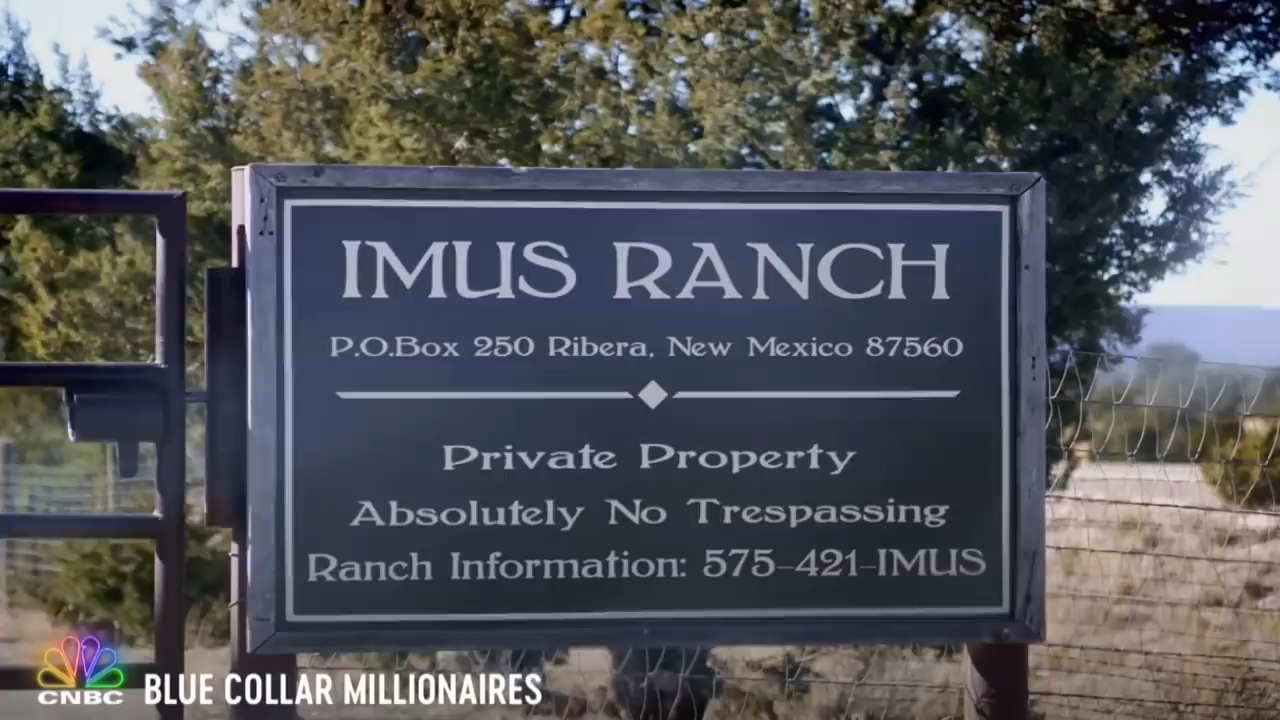 IMUS RANCH
P.O.Box 250 Ribera, New Mexico 87560
Private Property
Absolutely No Trespassing
Ranch Information: 575-421-IMUS
CNBC BLUE COLLAR MILLIONAIRES